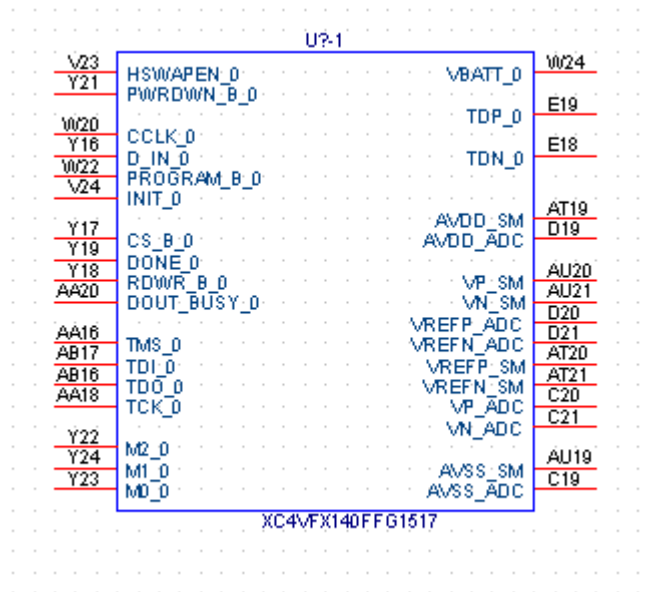 U?-1
V23 HSWAPEN_0 VBATT_0 W24
Y21 PWRDWN_B_0
TDP_0 E19
W20 CCLK_0
Y16 D_IN_0 TDN_0 E18
W22 PROGRAM_B_0
V24 INIT_0
AVDD_SM AT19
Y17 CS_B_0 AVDD_ADC D19
Y19 DONE_0
Y18 RDWR_B_0 VP_SM AU20
AA20 DOUT_BUSY_0 VN_SM AU21
VREFP_ADC D20
AA16 TMS_0 VREFN_ADC D21
AB17 TDI_0 VREFP_SM AT20
AB16 TDO_0 VREFN_SM AT21
AA18 TCK_0 VP_ADC C20
VN_ADC C21
Y22 M2_0
Y24 M1_0 AVSS_SM AU19
Y23 M0_0 AVSS_ADC C19
XC4VFX140FFG1517